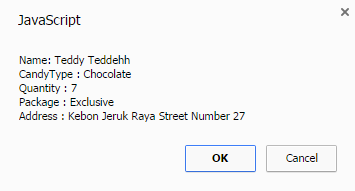 JavaScript
Name: Teddy Teddehh
CandyType : Chocolate
Quantity : 7
Package : Exclusive
Address : Kebon Jeruk Raya Street Number 27
OK Cancel